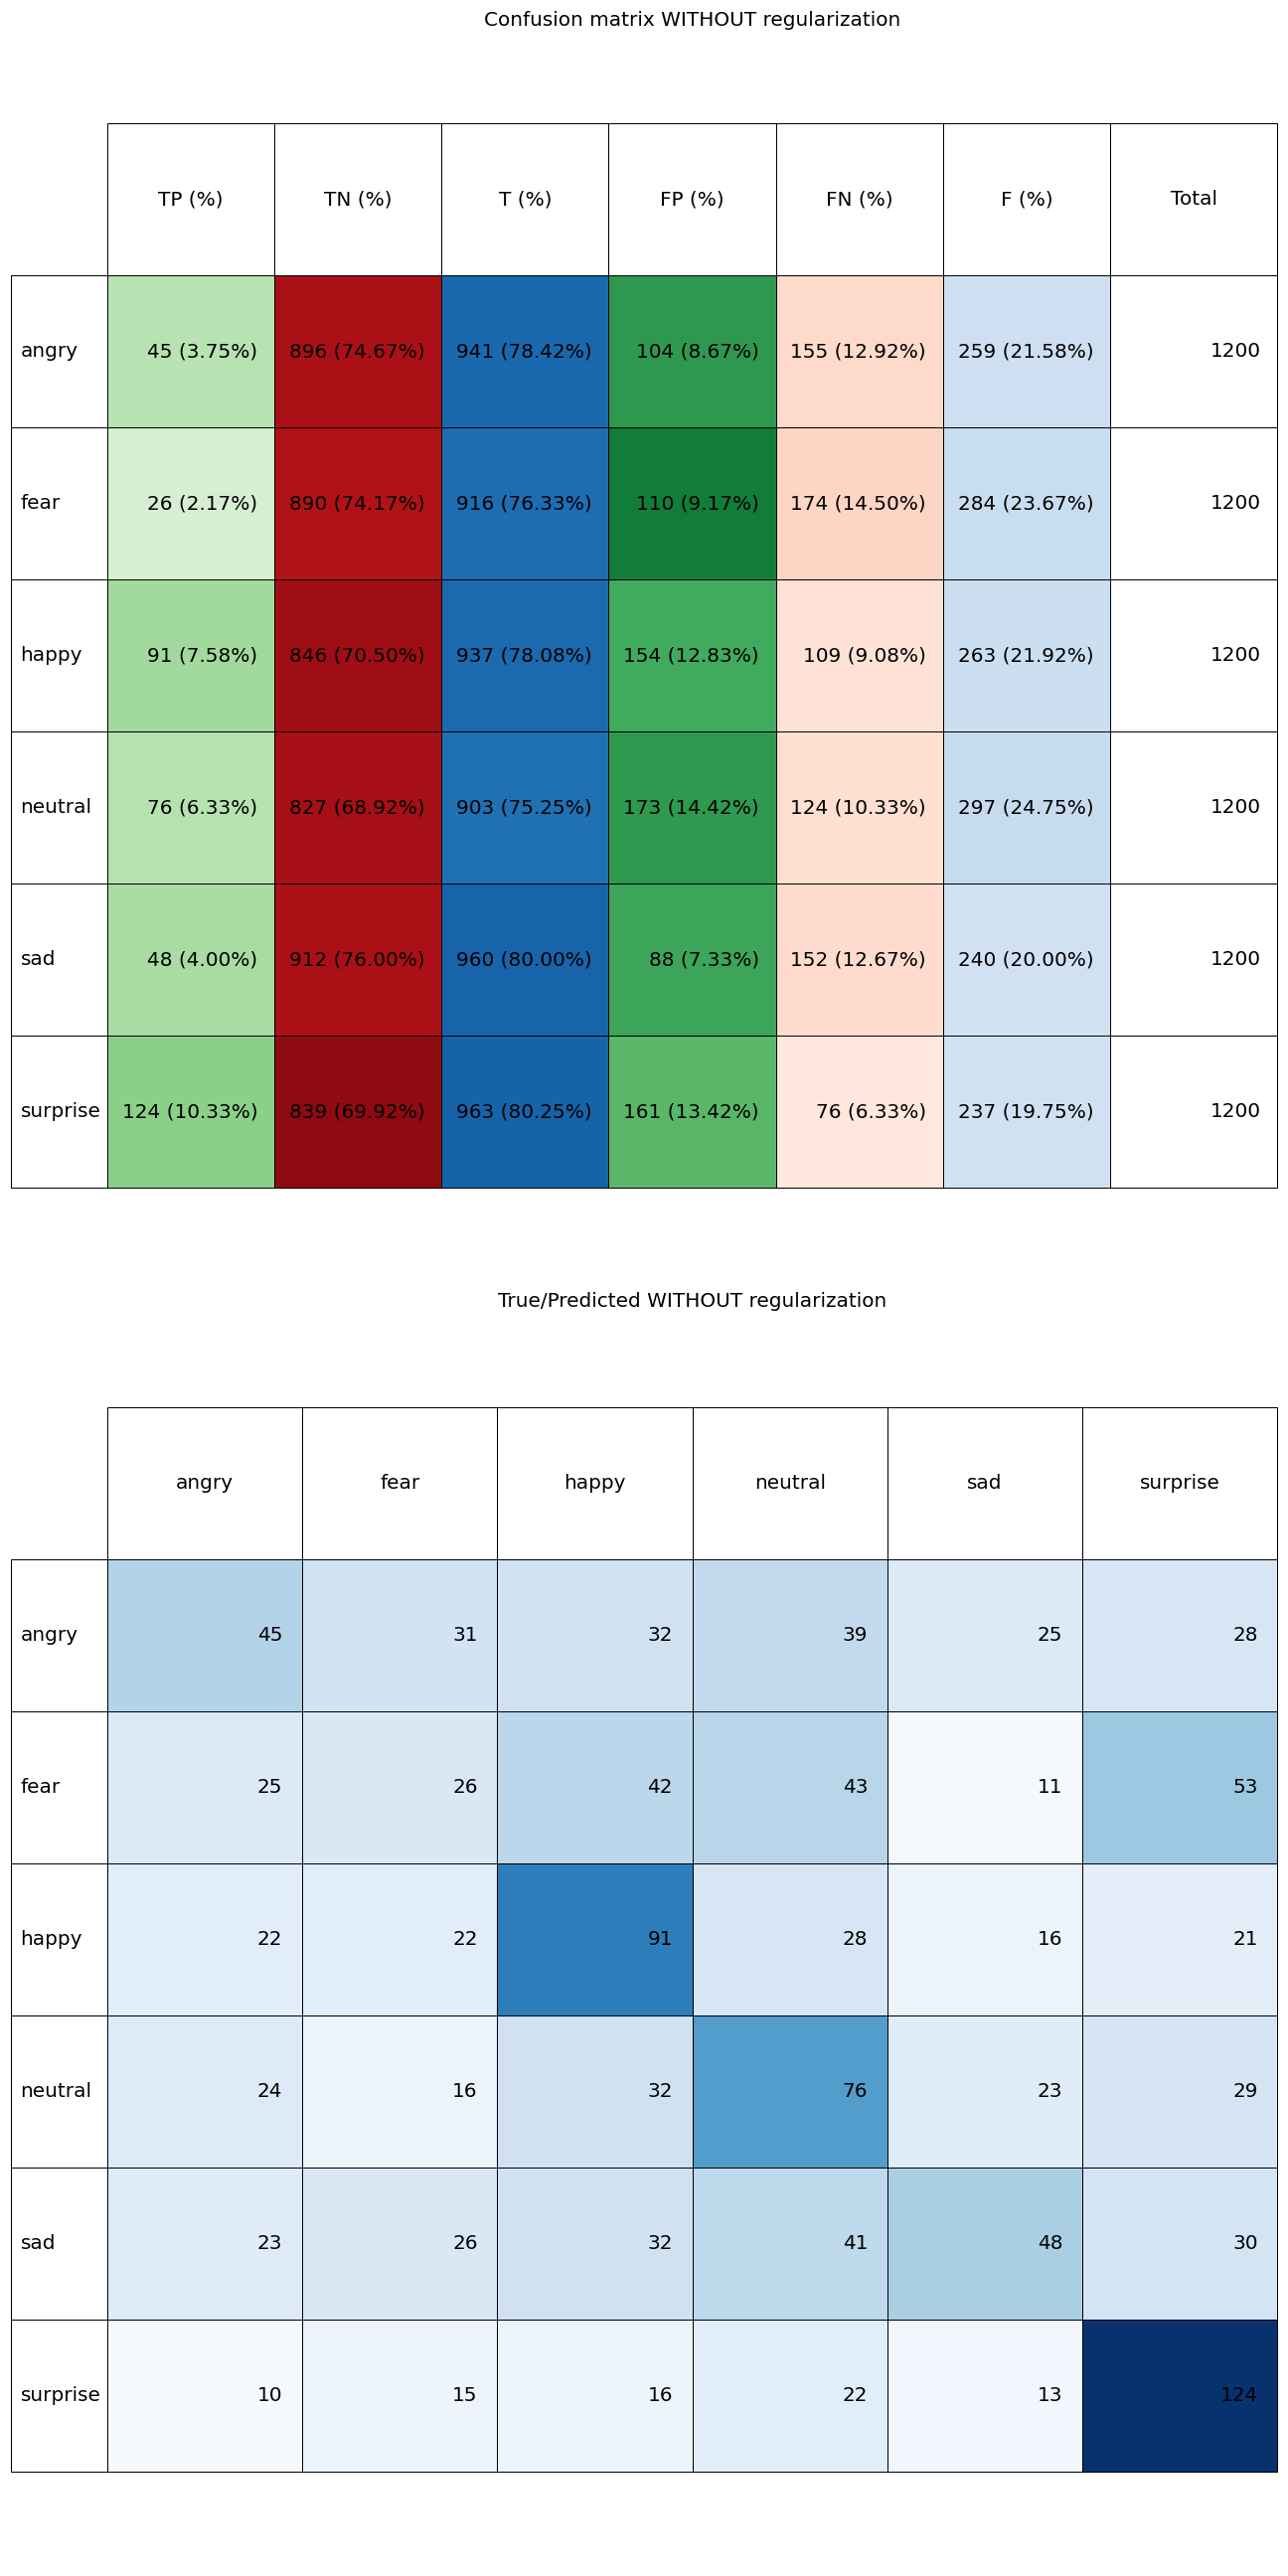 Confusion matrix WITHOUT regularization
TP (%) TN (%) T (%) FP (%) FN (%) F (%) Total
angry 45 (3.75%) 896 (74.67%) 941 (78.42%) 104 (8.67%) 155 (12.92%) 259 (21.58%) 1200
fear 26 (2.17%) 890 (74.17%) 916 (76.33%) 110 (9.17%) 174 (14.50%) 284 (23.67%) 1200
happy 91 (7.58%) 846 (70.50%) 937 (78.08%) 154 (12.83%) 109 (9.08%) 263 (21.92%) 1200
neutral 76 (6.33%) 827 (68.92%) 903 (75.25%) 173 (14.42%) 124 (10.33%) 297 (24.75%) 1200
sad 48 (4.00%) 912 (76.00%) 960 (80.00%) 88 (7.33%) 152 (12.67%) 240 (20.00%) 1200
surprise 124 (10.33%) 839 (69.92%) 963 (80.25%) 161 (13.42%) 76 (6.33%) 237 (19.75%) 1200
True/Predicted WITHOUT regularization
angry fear happy neutral sad surprise
angry 45 31 32 39 25 28
fear 25 26 42 43 11 53
happy 22 22 91 28 16 21
neutral 24 16 32 76 23 29
sad 23 26 32 41 48 30
surprise 10 15 16 22 13 124